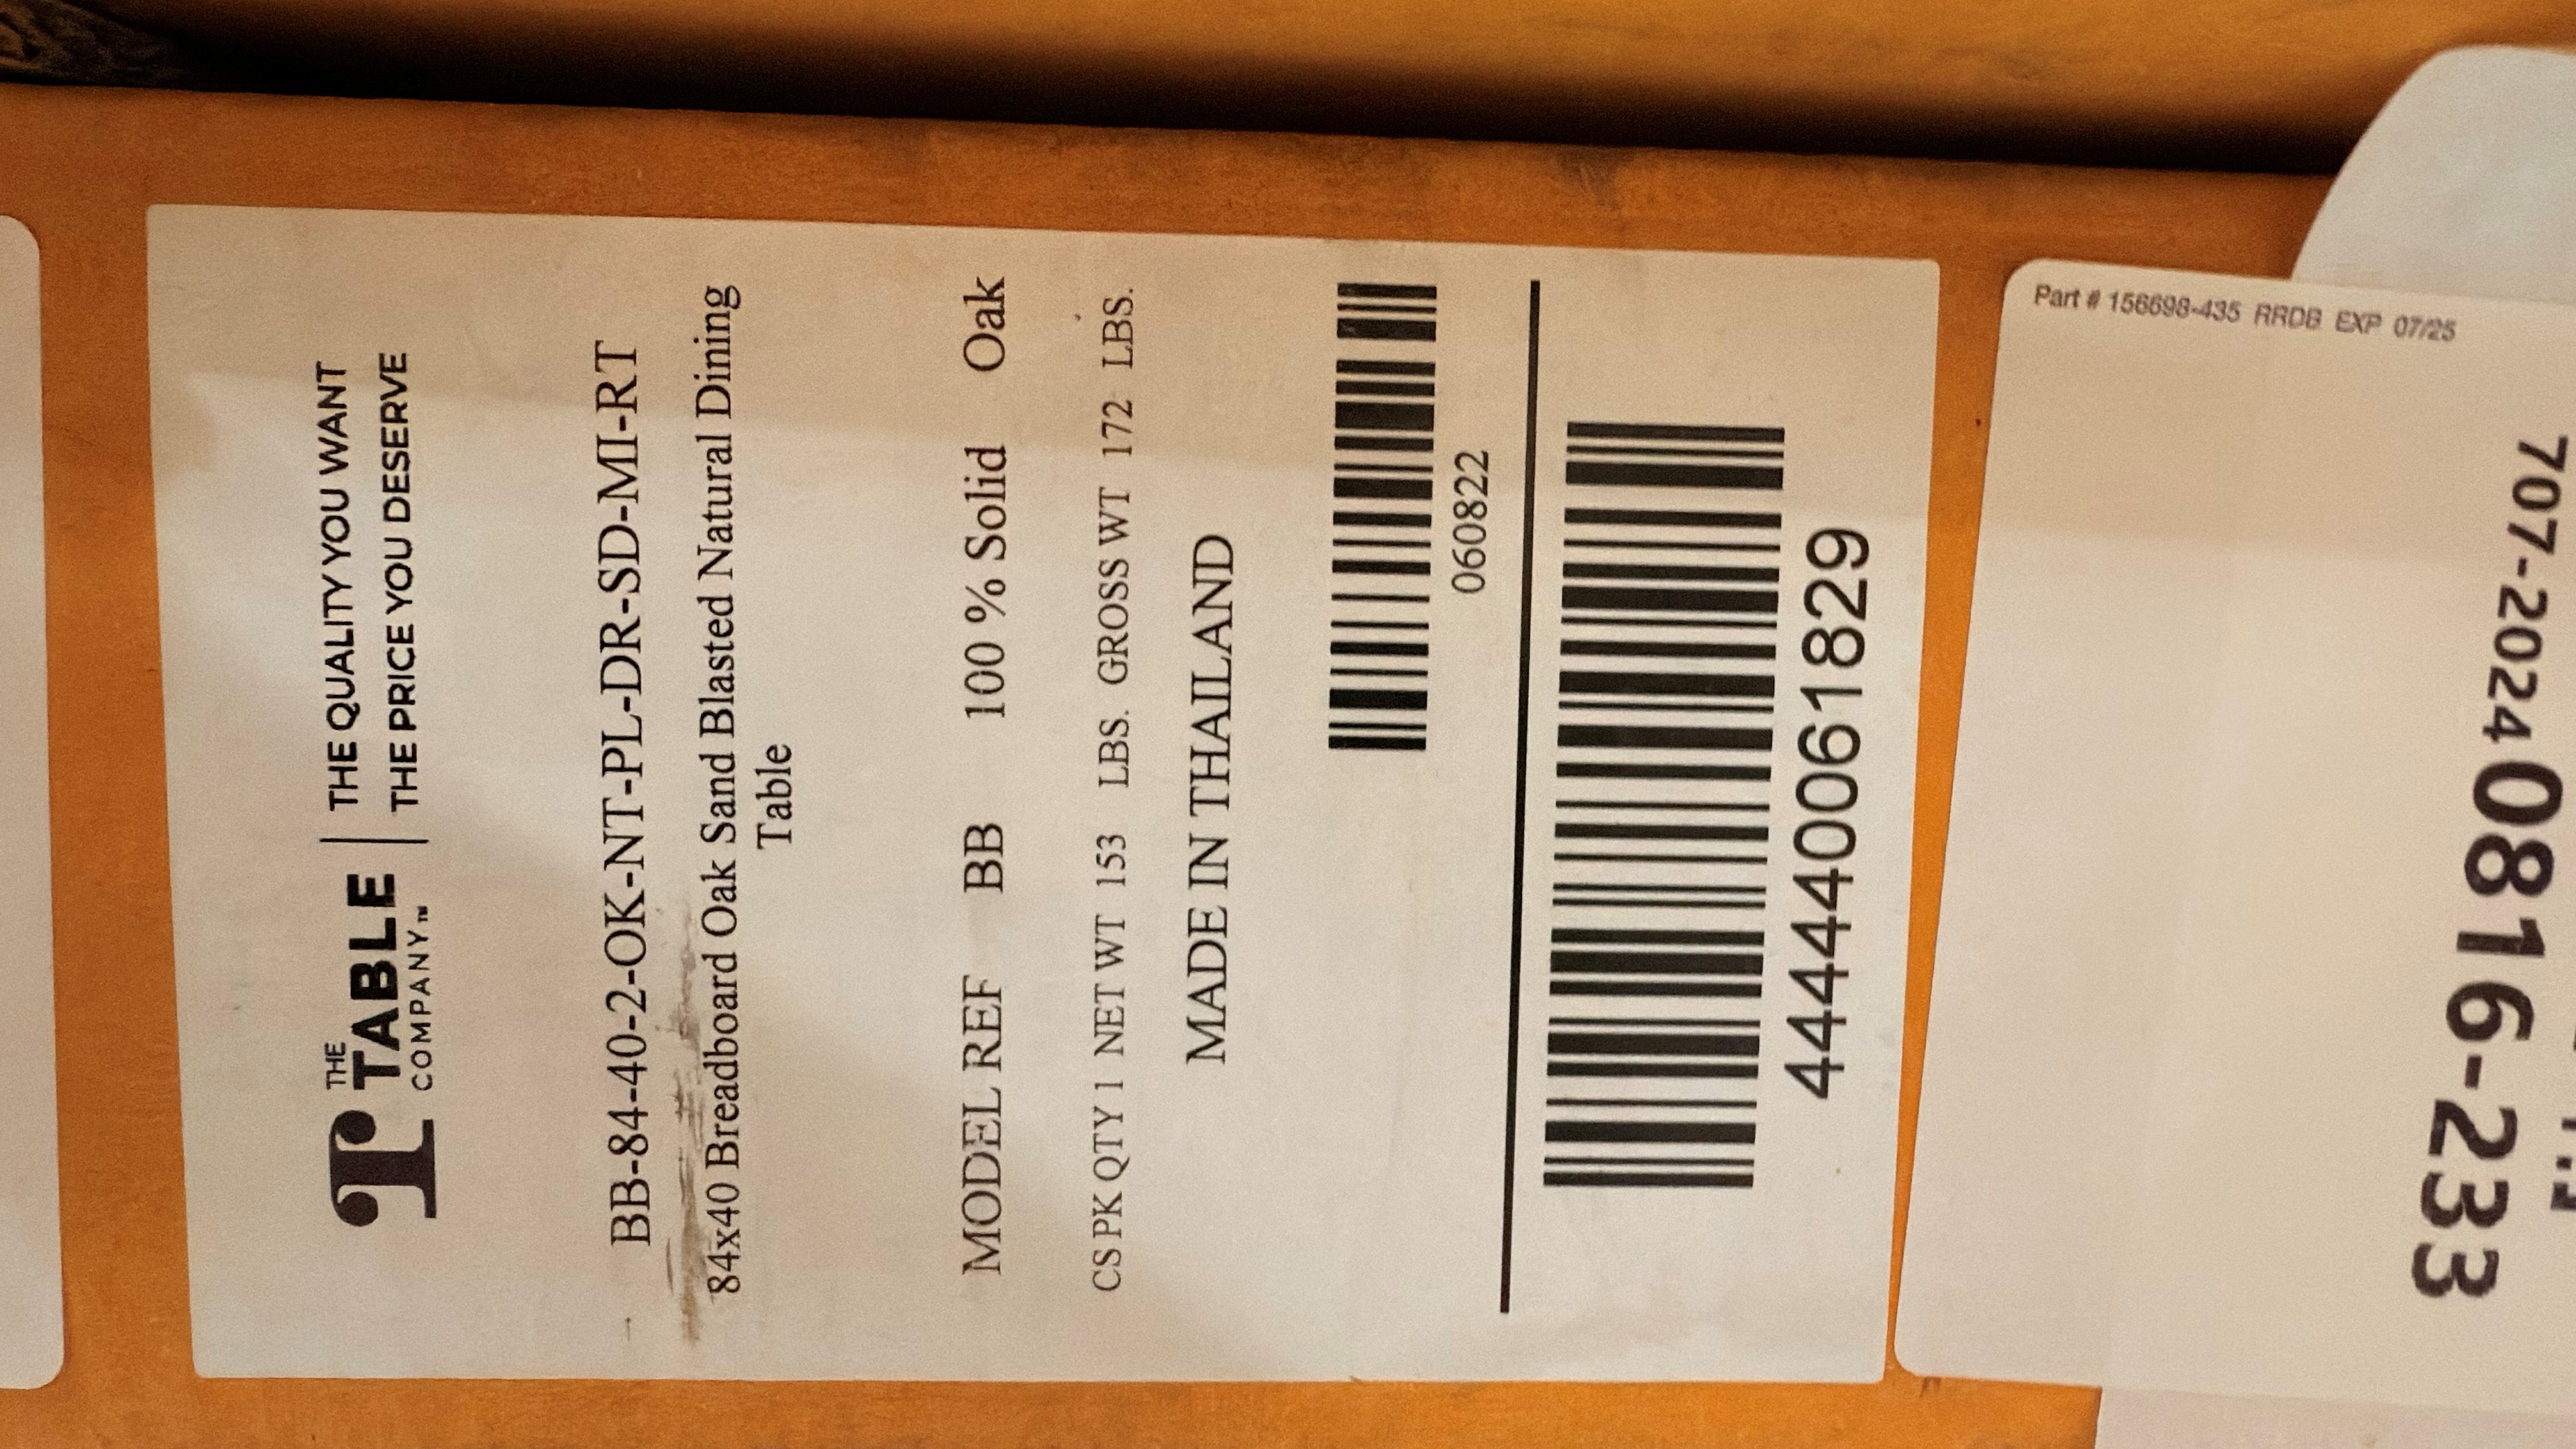 THE
TABLE
COMPANY™
THE QUALITY YOU WANT
THE PRICE YOU DESERVE
BB-84-40-2-OK-NT-PL-DR-SD-MI-RT
84x40 Breadboard Oak Sand Blasted Natural Dining
Table
MODEL REF BB 100 % Solid Oak
CS PK QTY 1 NET WT 153 LBS. GROSS WT 172 LBS.
MADE IN THAILAND
060822
444440061829
Part # 156698-435 RRDB EXP 07/25
707-2024
0816-233